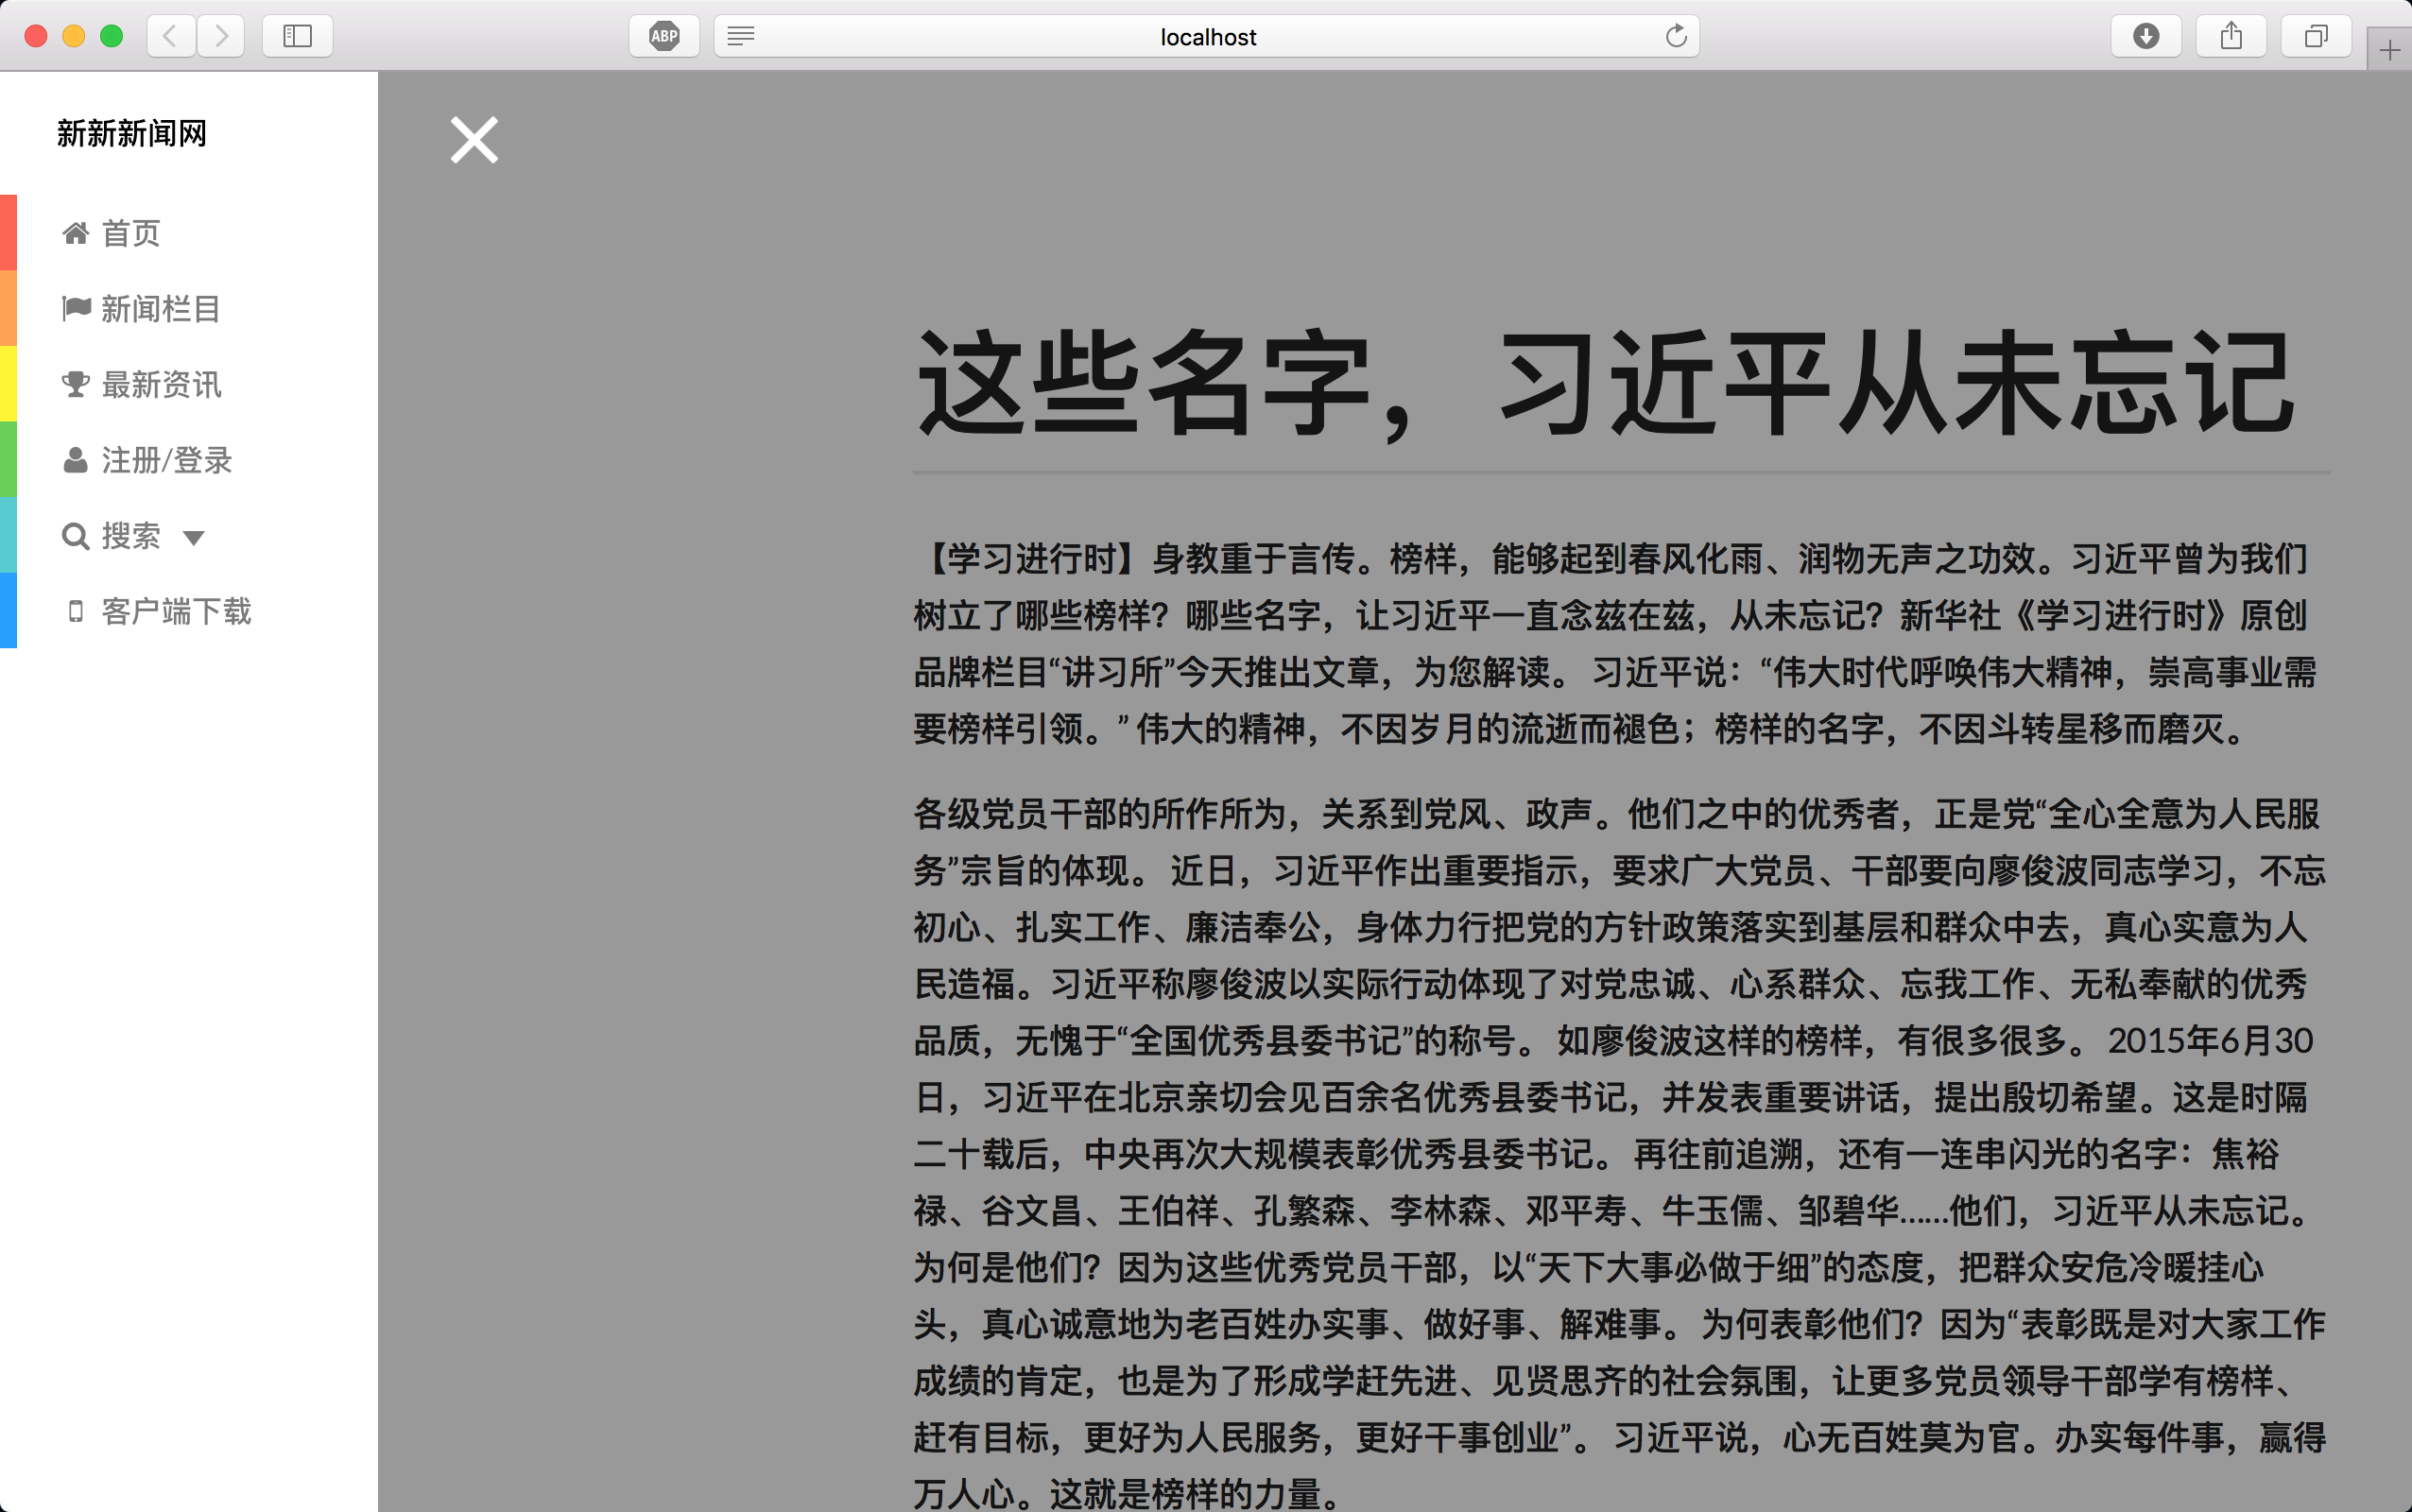 ABP
localhost
新新新闻网
首页
新闻栏目
最新资讯
注册/登录
搜索
客户端下载
这些名字，习近平从未忘记
【学习进行时】身教重于言传。榜样，能够起到春风化雨、润物无声之功效。习近平曾为我们
树立了哪些榜样？哪些名字，让习近平一直念兹在兹，从未忘记？新华社《学习进行时》原创
品牌栏目“讲习所”今天推出文章，为您解读。 习近平说：“伟大时代呼唤伟大精神，崇高事业需
要榜样引领。” 伟大的精神，不因岁月的流逝而褪色；榜样的名字，不因斗转星移而磨灭。
各级党员干部的所作所为，关系到党风、政声。他们之中的优秀者，正是党“全心全意为人民服
务”宗旨的体现。 近日，习近平作出重要指示，要求广大党员、干部要向廖俊波同志学习，不忘
初心、扎实工作、廉洁奉公，身体力行把党的方针政策落实到基层和群众中去，真心实意为人
民造福。习近平称廖俊波以实际行动体现了对党忠诚、心系群众、忘我工作、无私奉献的优秀
品质，无愧于“全国优秀县委书记”的称号。 如廖俊波这样的榜样，有很多很多。 2015年6月30
日，习近平在北京亲切会见百余名优秀县委书记，并发表重要讲话，提出殷切希望。这是时隔
二十载后，中央再次大规模表彰优秀县委书记。 再往前追溯，还有一连串闪光的名字：焦裕
禄、谷文昌、王伯祥、孔繁森、李林森、邓平寿、牛玉儒、邹碧华……他们，习近平从未忘记。
为何是他们？因为这些优秀党员干部，以“天下大事必做于细”的态度，把群众安危冷暖挂心
头，真心诚意地为老百姓办实事、做好事、解难事。 为何表彰他们？因为“表彰既是对大家工作
成绩的肯定，也是为了形成学赶先进、见贤思齐的社会氛围，让更多党员领导干部学有榜样、
赶有目标，更好为人民服务，更好干事创业”。 习近平说，心无百姓莫为官。办实每件事，赢得
万人心。这就是榜样的力量。